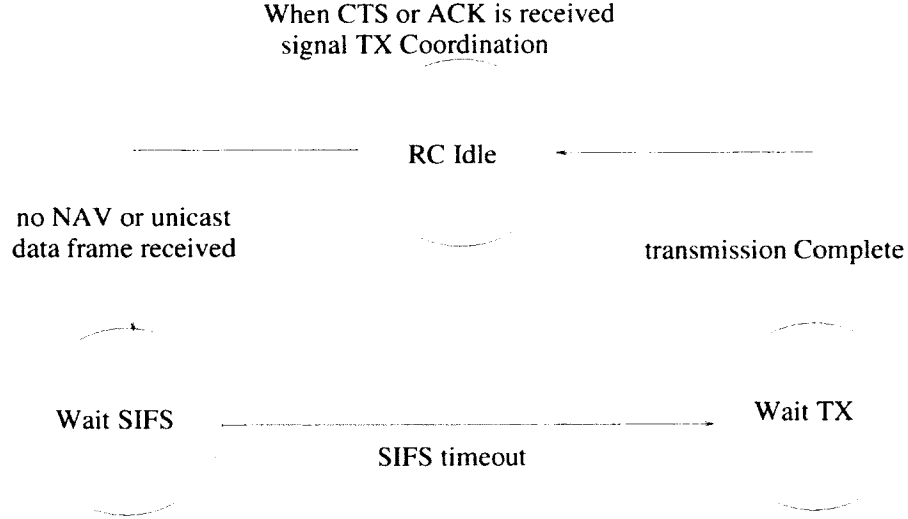 When CTS or ACK is received
signal TX Coordination
RC Idle
no NAV or unicast
data frame received
transmission Complete
Wait SIFS
Wait TX
SIFS timeout